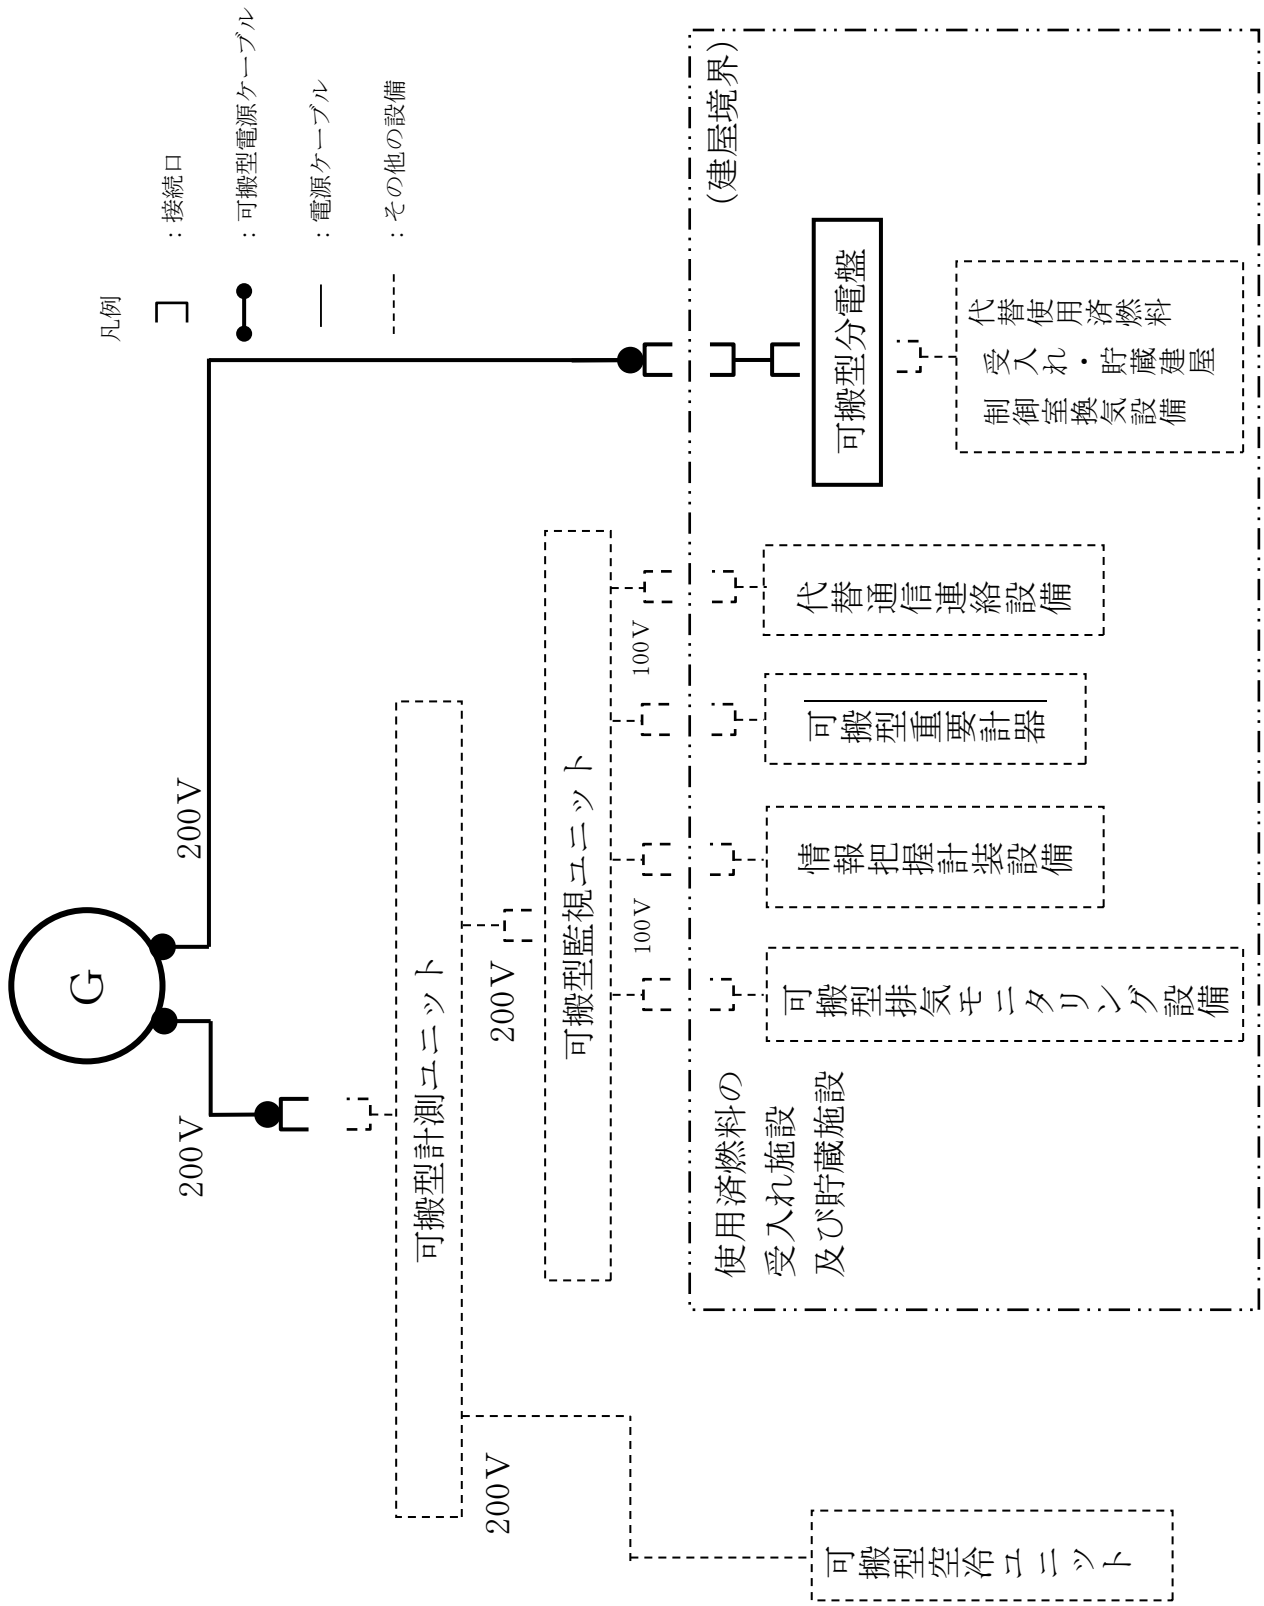 凡例
：接続口
：可搬型電源ケーブル
：電源ケーブル
：その他の設備
G
200V
200V
可搬型計測ユニット
200V
200V
可搬型監視ユニット
100V
100V
(建屋境界)
使用済燃料の
受入れ施設
及び貯蔵施設
可搬型空冷ユニット
可搬型排気モニタリング設備
情報把握計装設備
可搬型重要計器
代替通信連絡設備
可搬型分電盤
代替使用済燃料
受入れ・貯蔵建屋
制御室換気設備